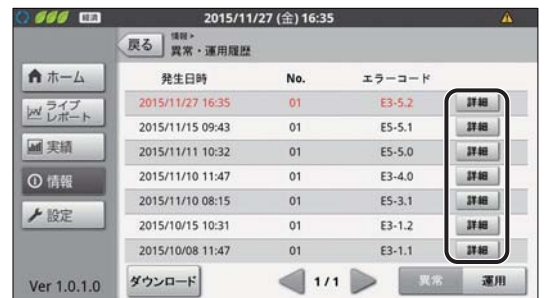 経済
2015/11/27 (金) 16:35
戻る
情報>
異常・運用履歴
ホーム
ライブ
レポート
実績
情報
設定
Ver 1.0.1.0
発生日時 No. エラーコード
2015/11/27 16:35 01 E3-5.2 詳細
2015/11/15 09:43 01 E5-5.1 詳細
2015/11/11 10:32 01 E5-5.0 詳細
2015/11/10 11:47 01 E3-4.0 詳細
2015/11/10 08:15 01 E5-3.1 詳細
2015/10/15 10:31 01 E3-1.2 詳細
2015/10/08 11:47 01 E3-1.1 詳細
ダウンロード 1/1 異常 運用